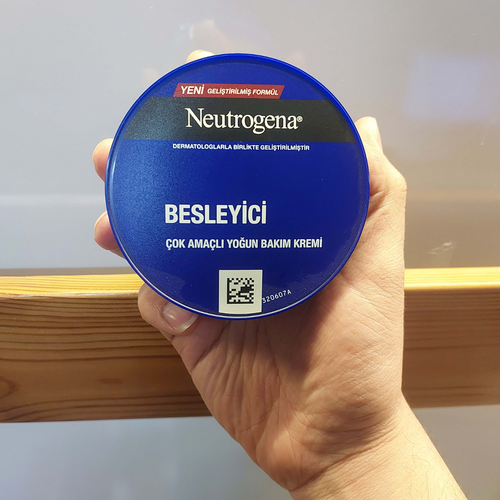 YENİ GELİŞTİRİLMİŞ FORMÜL
Neutrogena®
DERMATOLOGLARLA BİRLİKTE GELİŞTİRİLMİŞTİR
BESLEYİCİ
ÇOK AMAÇLI YOĞUN BAKIM KREMİ
320607A